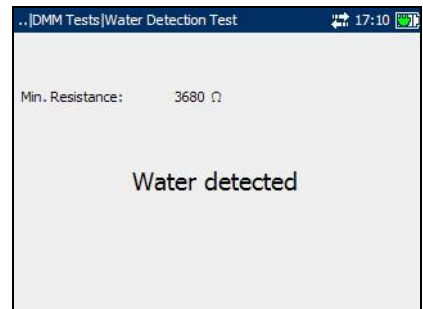 ..|DMM Tests|Water Detection Test 17:10
Min. Resistance: 3680 Ω
Water detected